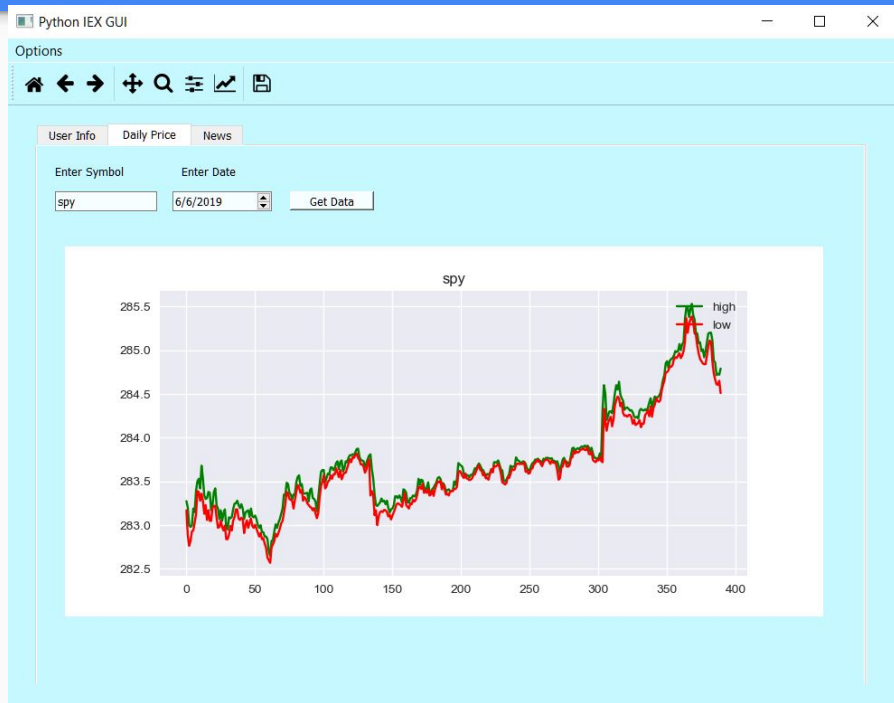 Python IEX GUI
Options
User Info Daily Price News
Enter Symbol Enter Date
spy 6/6/2019 Get Data
spy
285.5
285.0
284.5
284.0
283.5
283.0
282.5
high
low
0 50 100 150 200 250 300 350 400